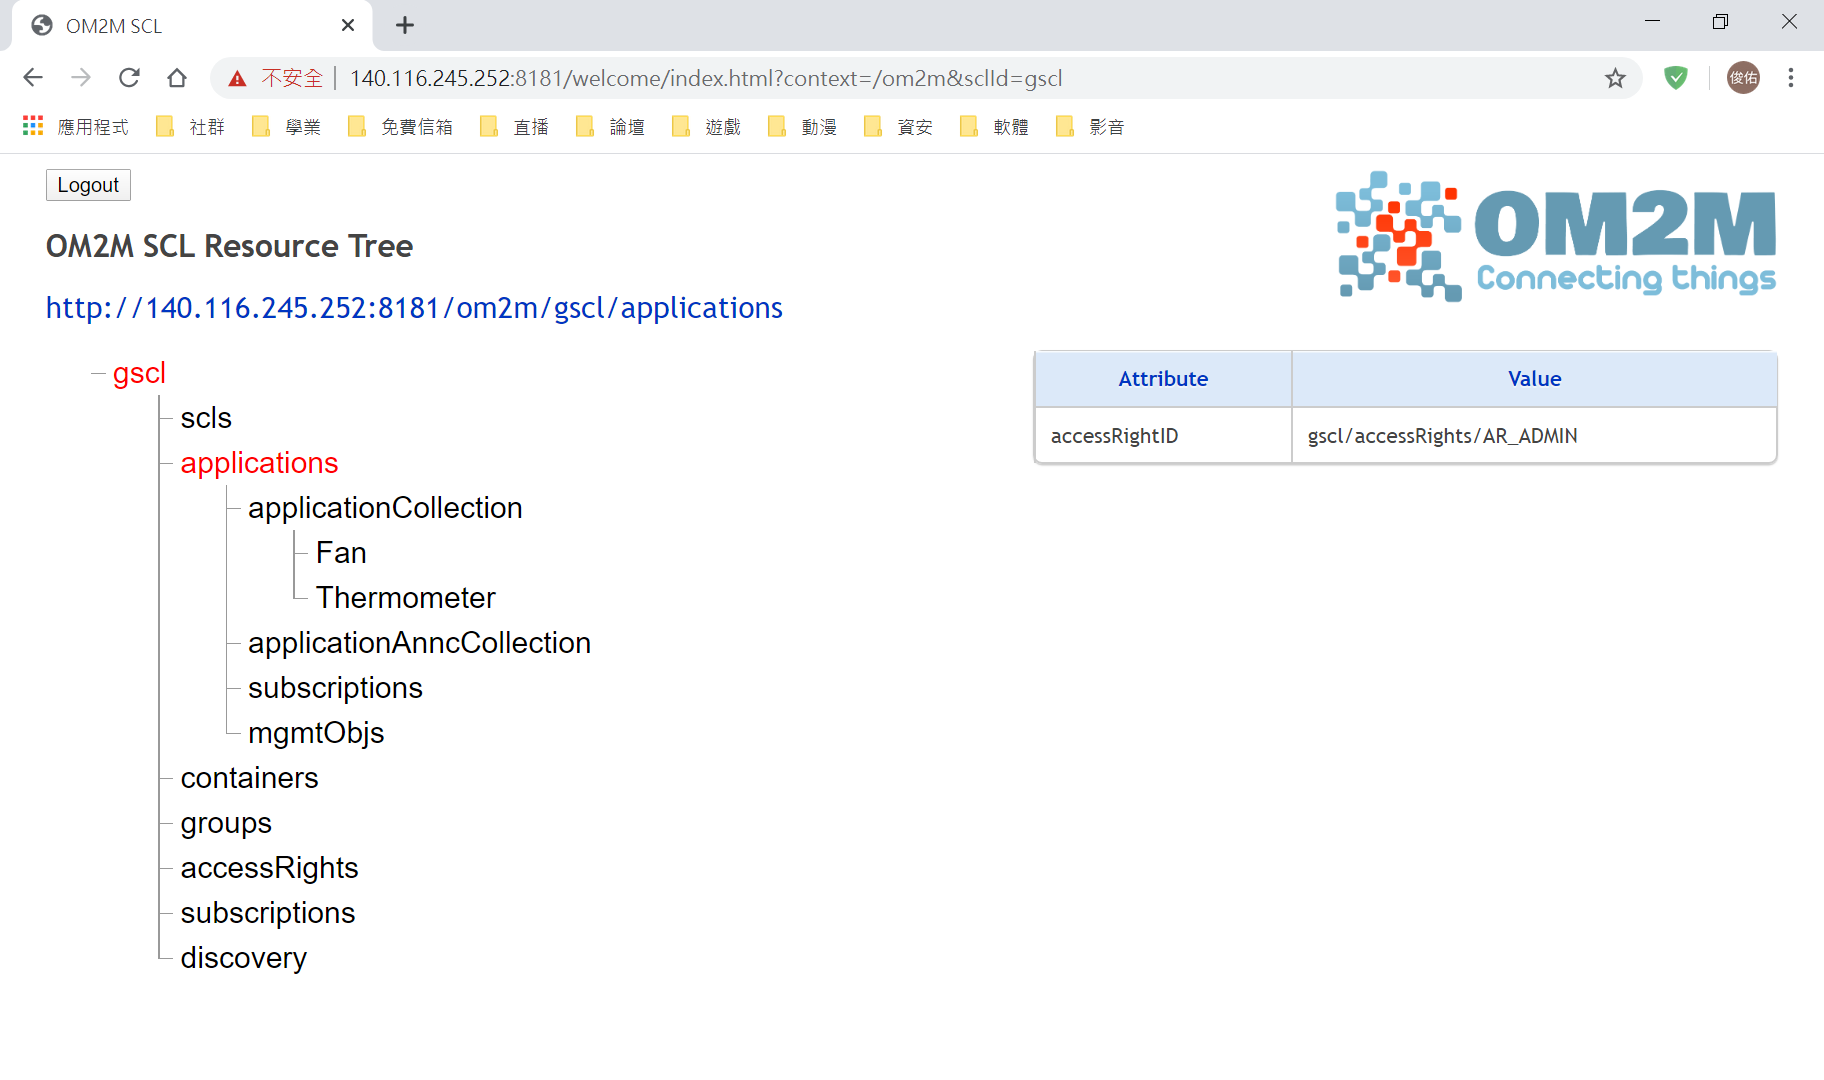 OM2M SCL
不安全 140.116.245.252:8181/welcome/index.html?context=/om2m&sclId=gscl 俊佑
應用程式 社群 學業 免費信箱 直播 論壇 遊戲 動漫 資安 軟體 影音
Logout
OM2M
Connecting things
OM2M SCL Resource Tree
http://140.116.245.252:8181/om2m/gscl/applications
gscl
scls
applications
applicationCollection
Fan
Thermometer
applicationAnncCollection
subscriptions
mgmtObjs
containers
groups
accessRights
subscriptions
discovery
Attribute Value
accessRightID gscl/accessRights/AR_ADMIN